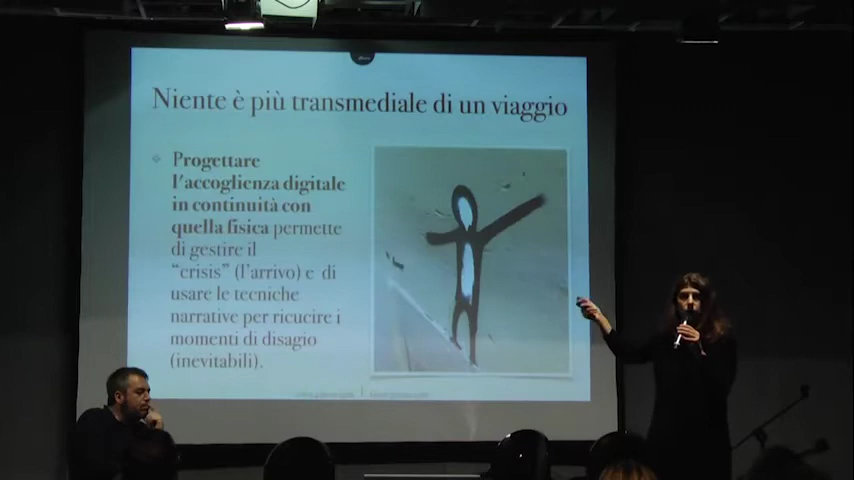 Niente è più transmediale di un viaggio
Progettare
l'accoglienza digitale
in continuità con
quella fisica permette
di gestire il
"crisis" (l'arrivo) e di
usare le tecniche
narrative per ricucire i
momenti di disagio
(inevitabili).